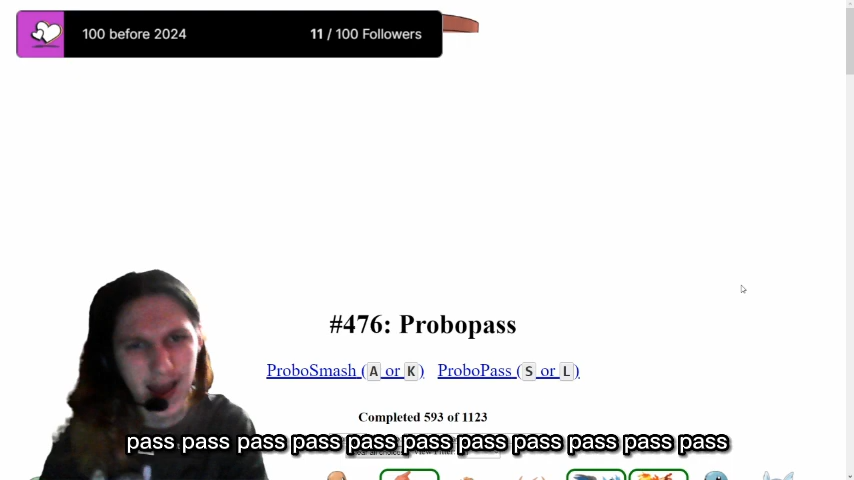 100 before 2024 11 / 100 Followers
#476: Probopass
ProboSmash (A or K) ProboPass (S or L)
Completed 593 of 1123
pass pass pass pass pass pass pass pass pass pass pass